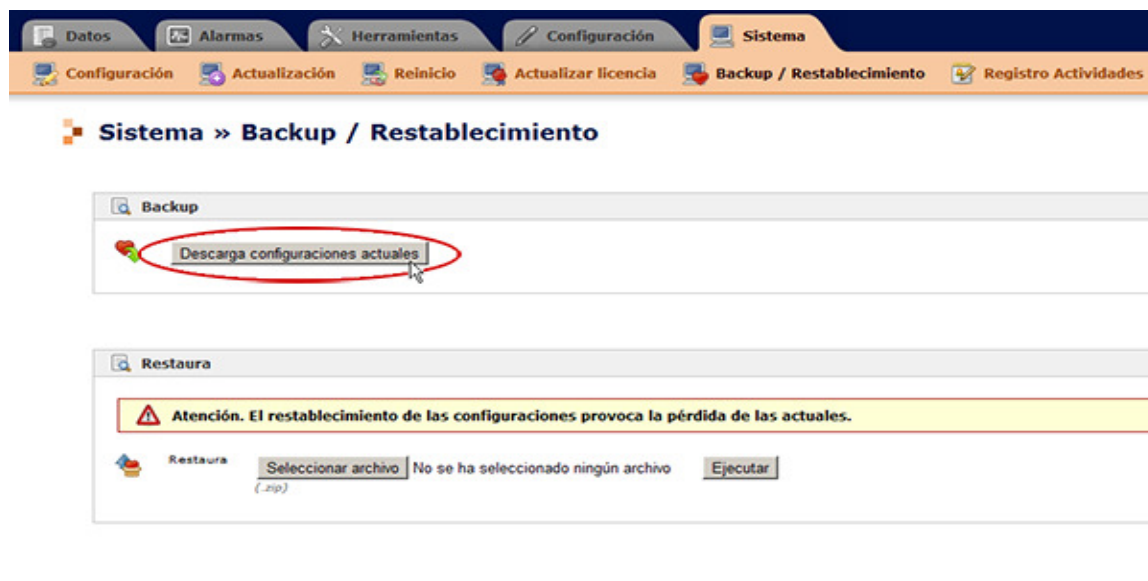 Datos Alarmas Herramientas Configuración Sistema
Configuración Actualización Reinicio Actualizar licencia Backup / Restablecimiento Registro Actividades
Sistema » Backup / Restablecimiento
Backup
Descarga configuraciones actuales
Restaura
Atención. El restablecimiento de las configuraciones provoca la pérdida de las actuales.
Restaura Seleccionar archivo No se ha seleccionado ningún archivo Ejecutar
(.zip)